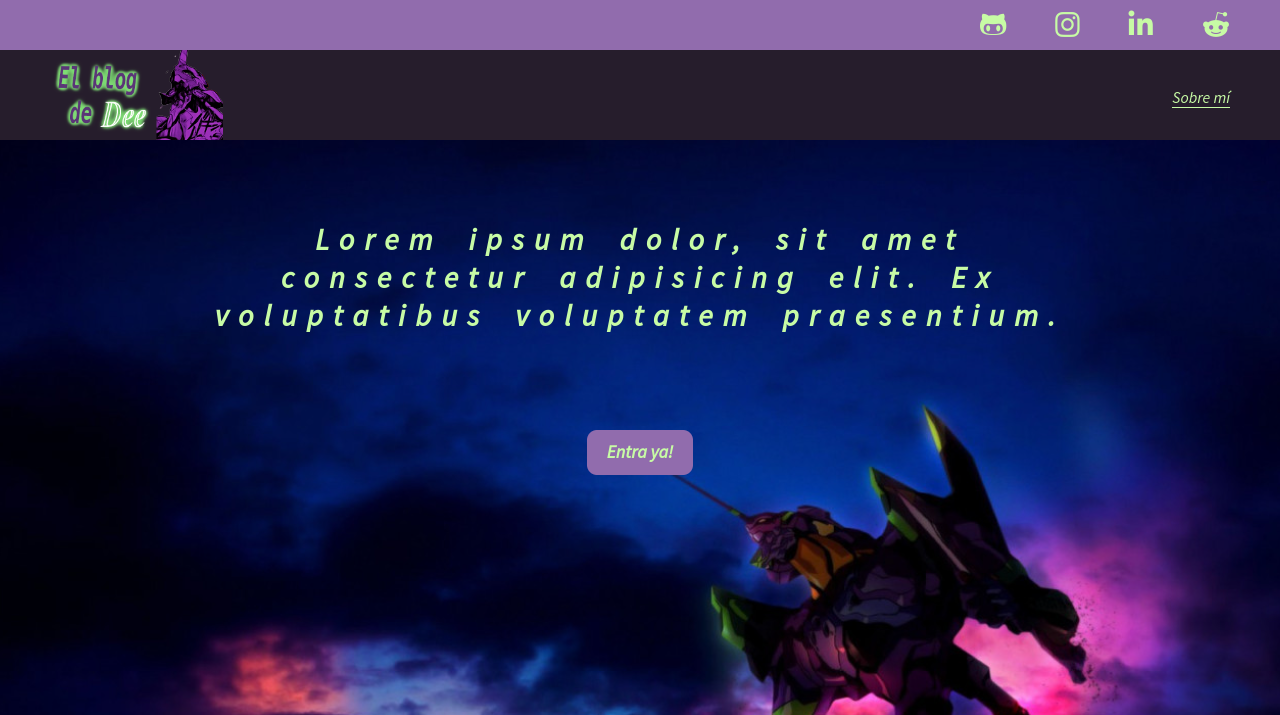 El blog
de Dee
Sobre mí
Lorem ipsum dolor, sit amet
consectetur adipisicing elit. Ex
voluptatibus voluptatem praesentium.
Entra ya!